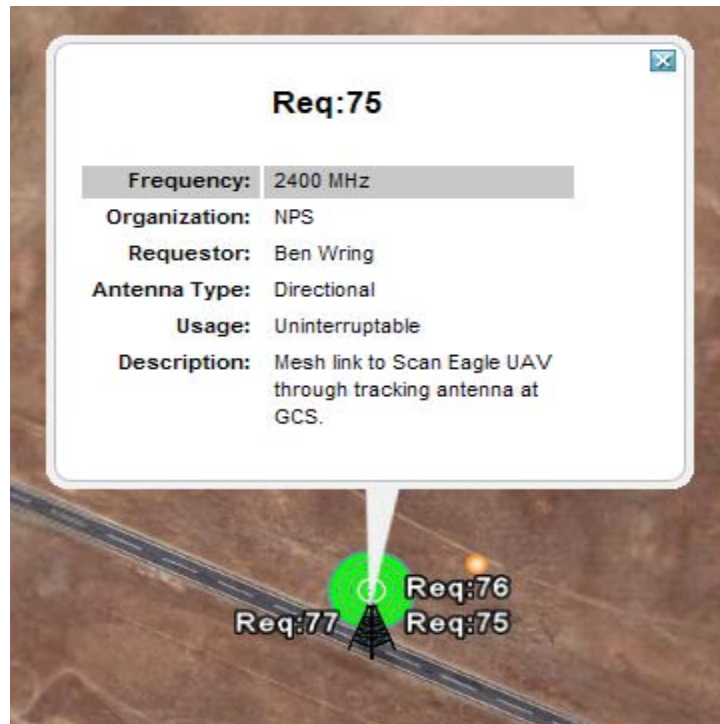 Req:75
Frequency: 2400 MHz
Organization: NPS
Requestor: Ben Wring
Antenna Type: Directional
Usage: Uninterruptable
Description: Mesh link to Scan Eagle UAV
through tracking antenna at
GCS.
Req:76
Req:77 Req:75